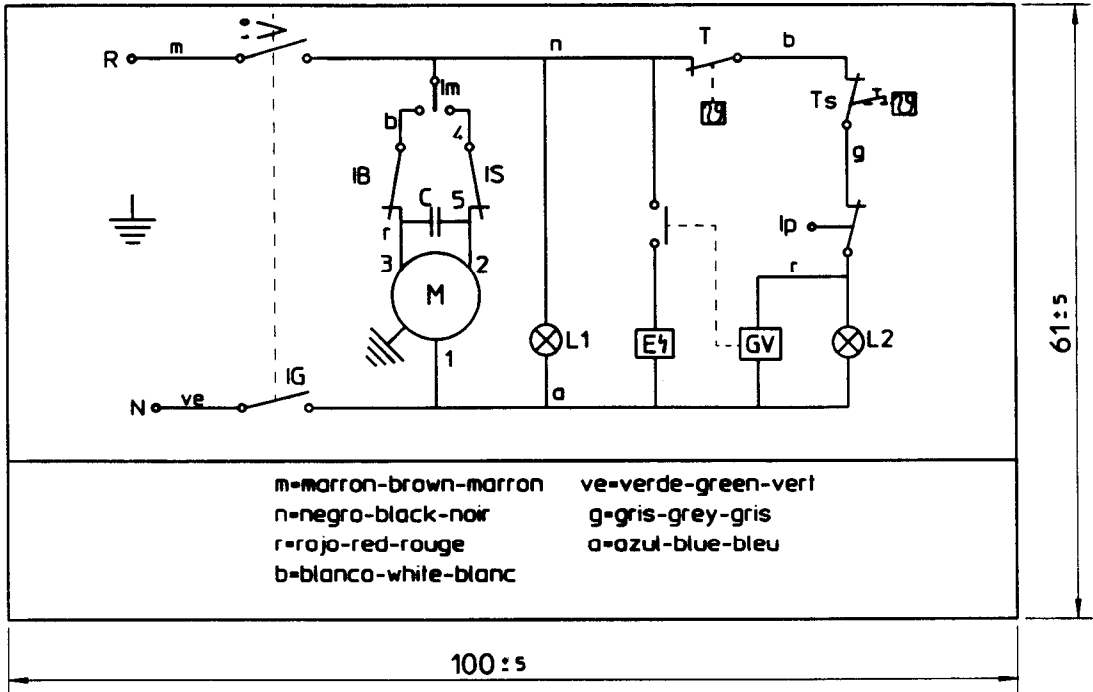 R m n T b
Im
Ts
b 4
g
IB IS
C 5
r
Ip
3 2
r
M
L1 E GV L2
1
IG
a
N ve
61±5
m=marron-brown-marron ve=verde-green-vert
n=negro-black-noir g=gris-grey-gris
r=rojo-red-rouge a=azul-blue-bleu
b=blanco-white-blanc
100±5